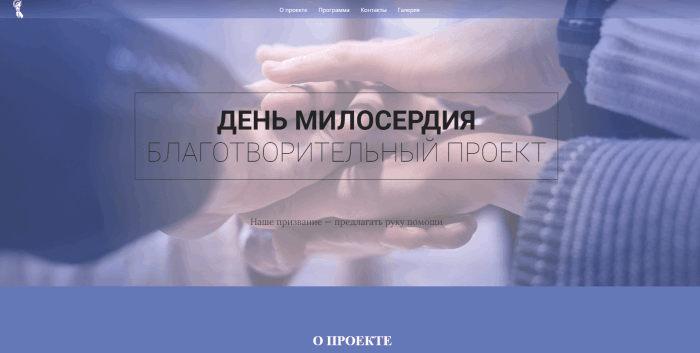 О проекте Программа Контакты Галерея
ДЕНЬ МИЛОСЕРДИЯ
БЛАГОТВОРИТЕЛЬНЫЙ ПРОЕКТ
Наше призвание — предлагать руку помощи
О ПРОЕКТЕ